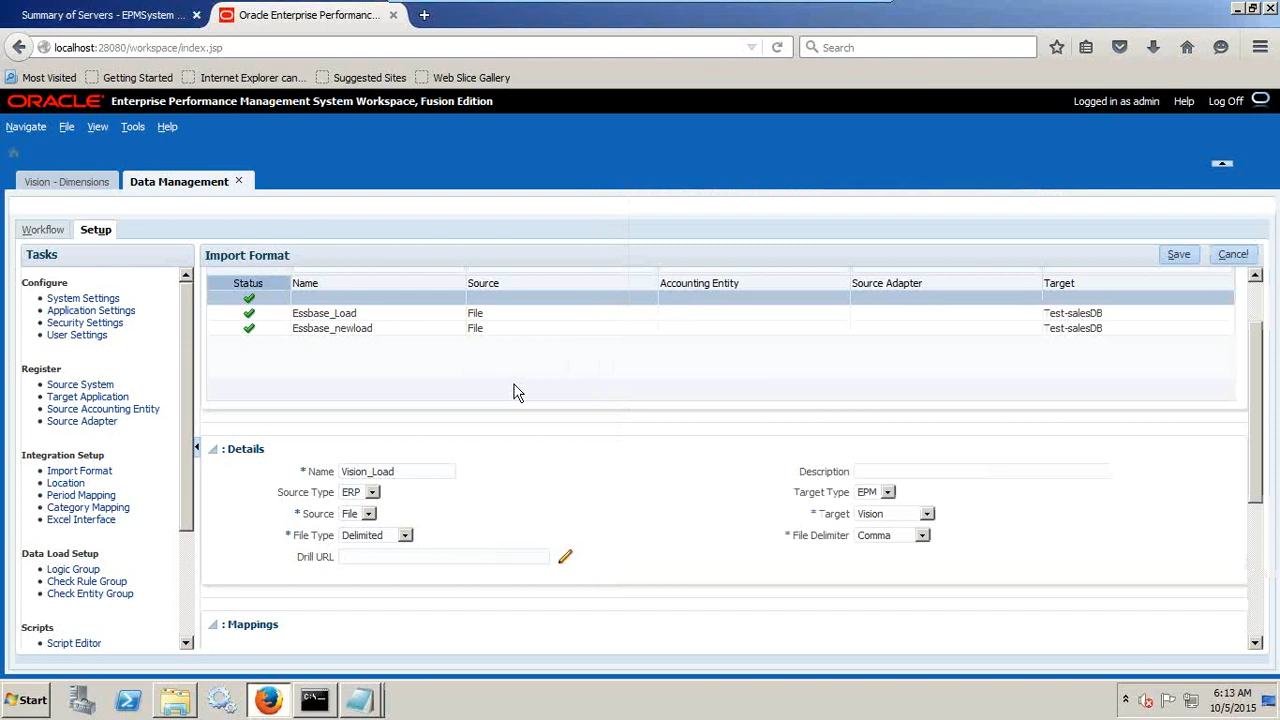 Summary of Servers - EPMSystem ... × Oracle Enterprise Performanc... ×
localhost:28080/workspace/index.jsp Search
Most Visited Getting Started Internet Explorer can... Suggested Sites Web Slice Gallery
ORACLE Enterprise Performance Management System Workspace, Fusion Edition Logged in as admin Help Log Off
Navigate File View Tools Help
Vision - Dimensions Data Management ×
Workflow Setup
Tasks
Configure
System Settings
Application Settings
Security Settings
User Settings
Register
Source System
Target Application
Source Accounting Entity
Source Adapter
Integration Setup
Import Format
Location
Period Mapping
Category Mapping
Excel Interface
Data Load Setup
Logic Group
Check Rule Group
Check Entity Group
Scripts
Script Editor
Import Format Save Cancel
Status Name Source Accounting Entity Source Adapter Target
Essbase_Load File Test-salesDB
Essbase_newload File Test-salesDB
: Details
* Name Vision_Load Description
Source Type ERP Target Type EPM
* Source File * Target Vision
* File Type Delimited * File Delimiter Comma
Drill URL
: Mappings
Start 6:13 AM
10/5/2015